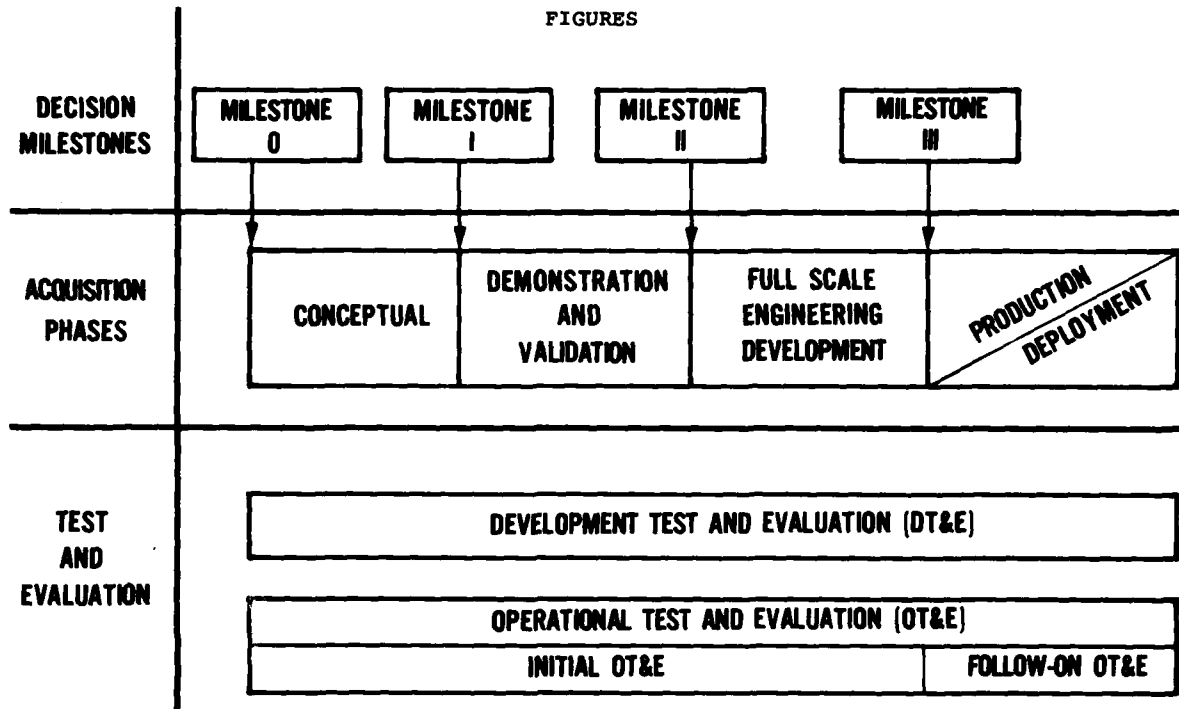 FIGURES
DECISION
MILESTONES
MILESTONE
0
MILESTONE
I
MILESTONE
II
MILESTONE
III
ACQUISITION
PHASES
CONCEPTUAL
DEMONSTRATION
AND
VALIDATION
FULL SCALE
ENGINEERING
DEVELOPMENT
PRODUCTION
DEPLOYMENT
TEST
AND
EVALUATION
DEVELOPMENT TEST AND EVALUATION (DT&E)
OPERATIONAL TEST AND EVALUATION (OT&E)
INITIAL OT&E
FOLLOW-ON OT&E